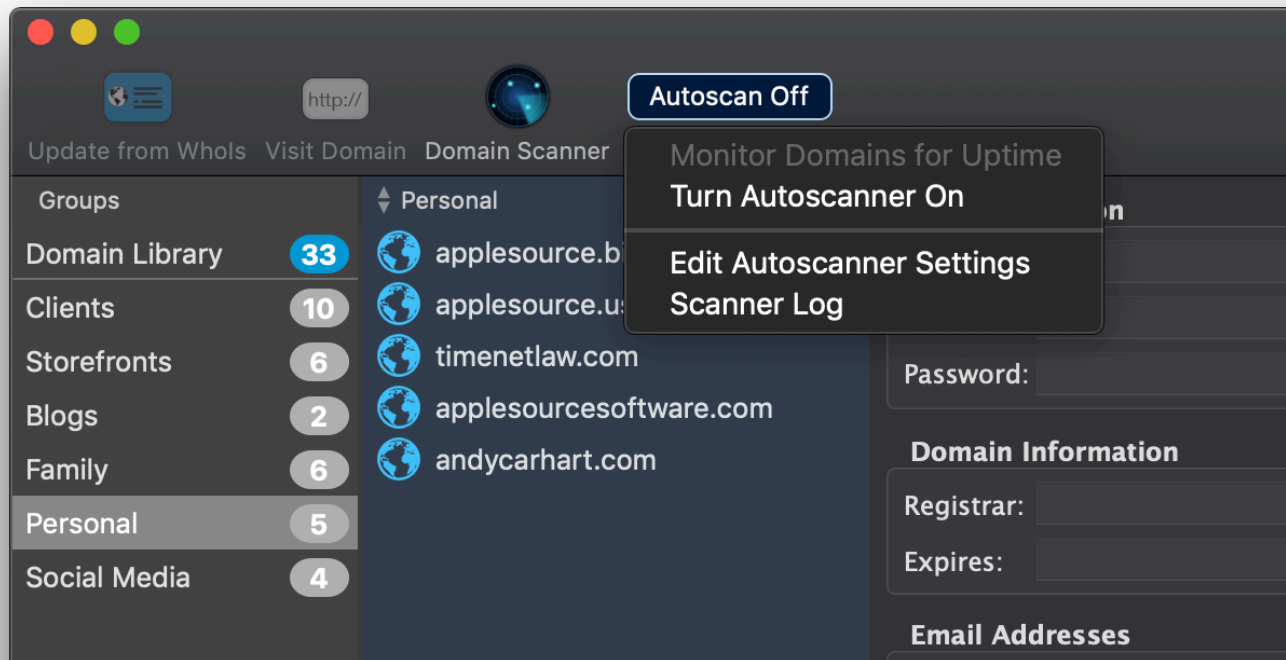 http://
Autoscan Off
Update from WhoIs
Visit Domain
Domain Scanner
Monitor Domains for Uptime
Turn Autoscanner On
Edit Autoscanner Settings
Scanner Log
Groups
Domain Library 33
Clients 10
Storefronts 6
Blogs 2
Family 6
Personal 5
Social Media 4
Personal
timenetlaw.com
applesourcesoftware.com
andycarhart.com
Password:
Domain Information
Registrar:
Expires:
Email Addresses